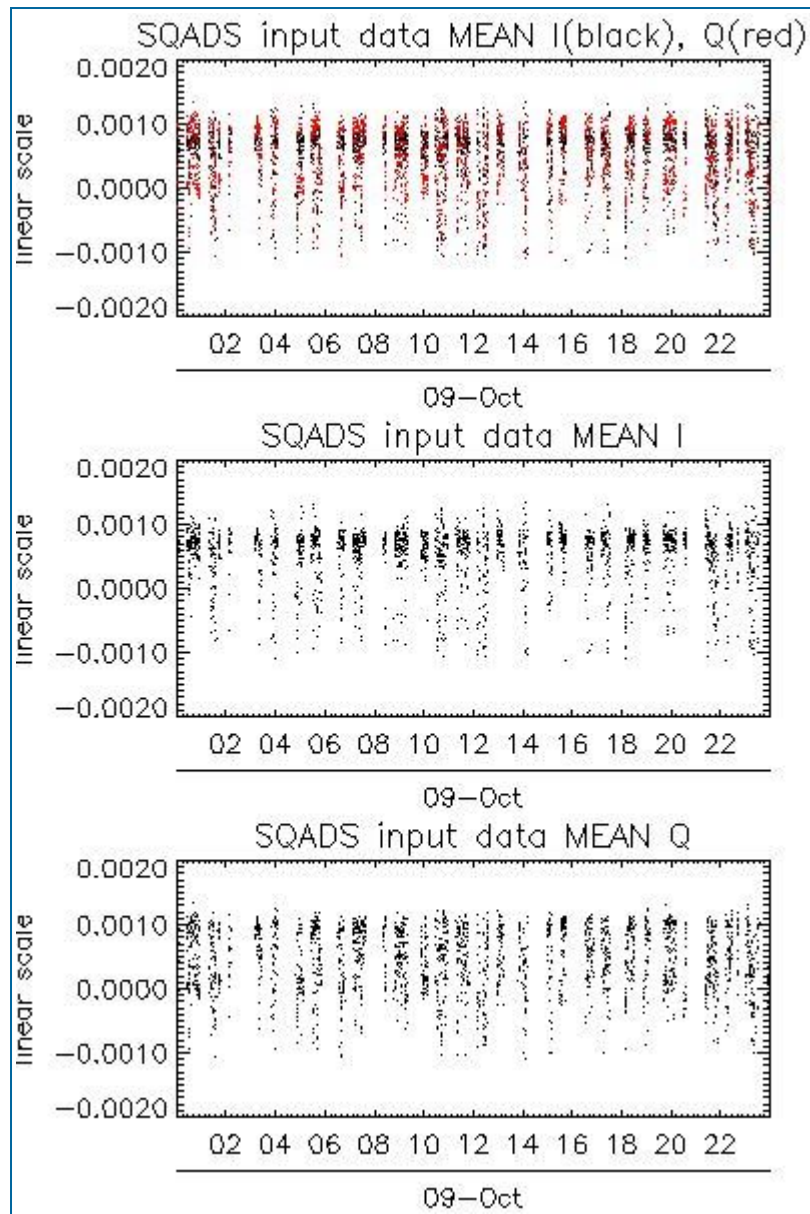 SQADS input data MEAN I(black), Q(red)
0.0020
0.0010
0.0000
−0.0010
−0.0020
linear scale
02 04 06 08 10 12 14 16 18 20 22
09−Oct
SQADS input data MEAN I
0.0020
0.0010
0.0000
−0.0010
−0.0020
linear scale
02 04 06 08 10 12 14 16 18 20 22
09−Oct
SQADS input data MEAN Q
0.0020
0.0010
0.0000
−0.0010
−0.0020
linear scale
02 04 06 08 10 12 14 16 18 20 22
09−Oct